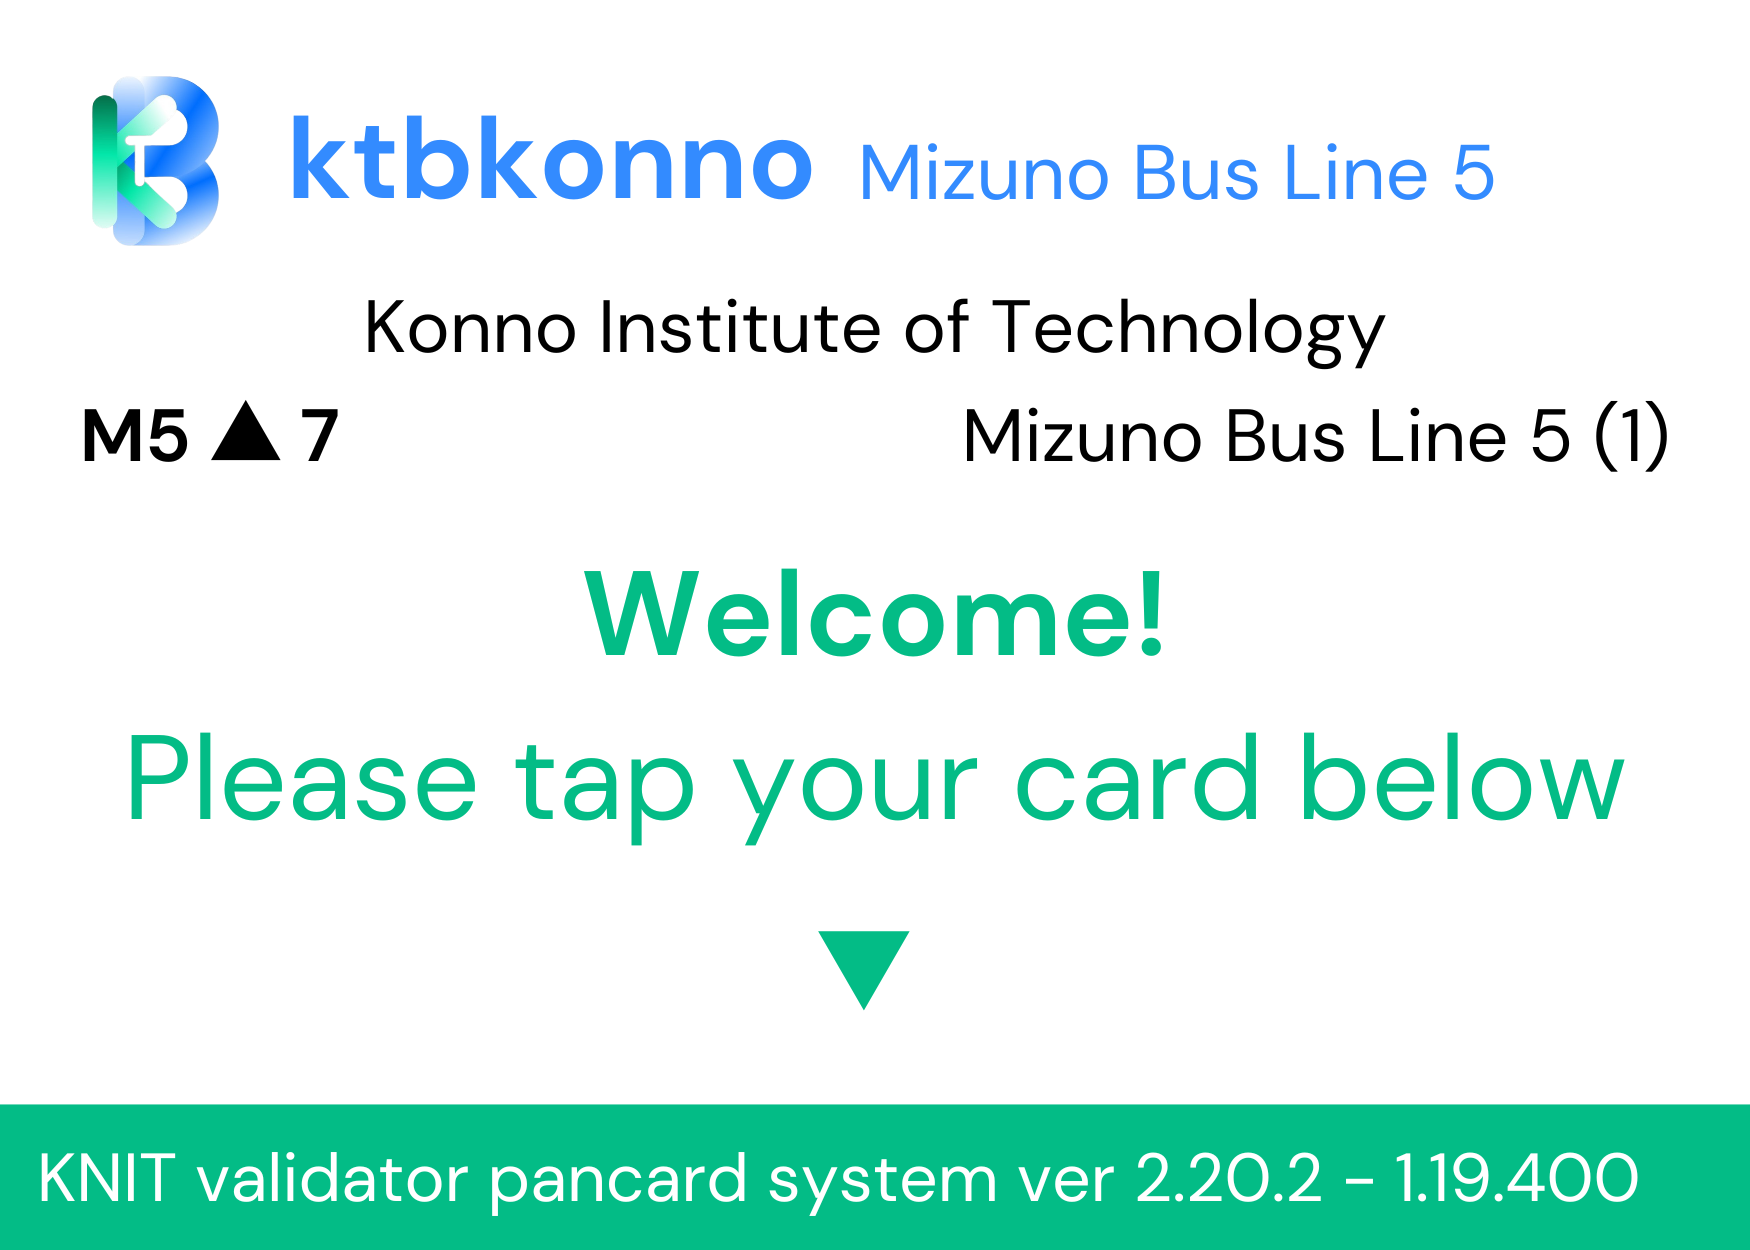 ktbkonno Mizuno Bus Line 5
Konno Institute of Technology
M5 ▲ 7 Mizuno Bus Line 5 (1)
Welcome!
Please tap your card below
▼
KNIT validator pancard system ver 2.20.2 - 1.19.400